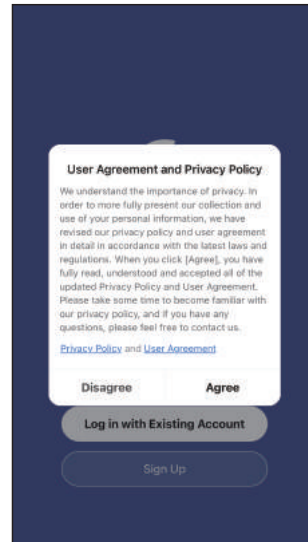 User Agreement and Privacy Policy
We understand the importance of privacy. In
order to more fully present our collection and
use of your personal information, we have
revised our privacy policy and user agreement
in detail in accordance with the latest laws and
regulations. When you click [Agree], you have
fully read, understood and accepted all of the
updated Privacy Policy and User Agreement.
Please take some time to become familiar with
our privacy policy, and if you have any
questions, please feel free to contact us.
Privacy Policy and User Agreement
Disagree Agree
Log in with Existing Account
Sign Up